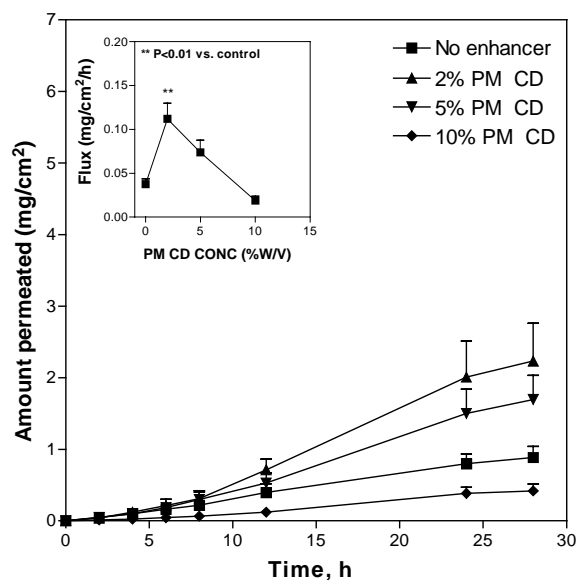 7
6
5
4
3
2
1
0
Amount permeated (mg/cm2)
0 5 10 15 20 25 30
Time, h
No enhancer
2% PM CD
5% PM CD
10% PM CD
0.20
0.15
0.10
0.05
0.00
Flux (mg/cm2/h)
** P<0.01 vs. control
**
0 5 10 15
PM CD CONC (%W/V)